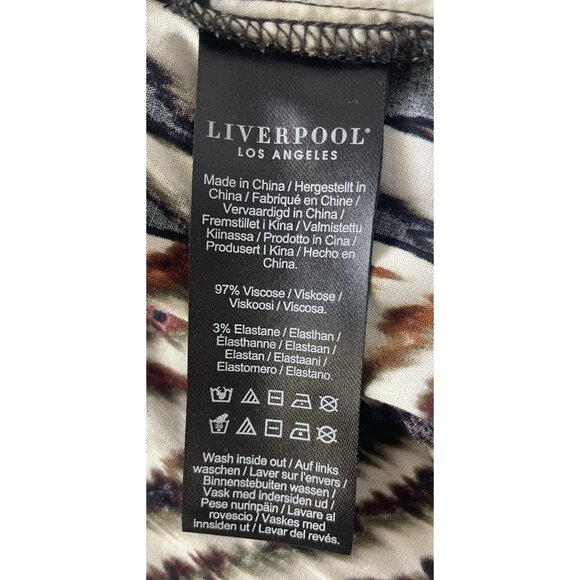 LIVERPOOL®
LOS ANGELES
Made in China / Hergestellt in
China / Fabriqué en Chine /
Vervaardigd in China /
Fremstillet i Kina / Valmistettu
Kiinassa / Prodotto in Cina /
Produsert I Kina / Hecho en
China.
97% Viscose / Viskose /
Viskoosi / Viscosa.
3% Elastane / Elasthan /
Élasthanne / Elastaan /
Elastan / Elastaani /
Elastomero / Elastano.
Wash inside out / Auf links
waschen / Laver sur l'envers /
Binnenstebuiten wassen /
Vask med indersiden ud /
Pese nurinpäin / Lavare al
rovescio / Vaskes med
Innsiden ut / Lavar del revés.